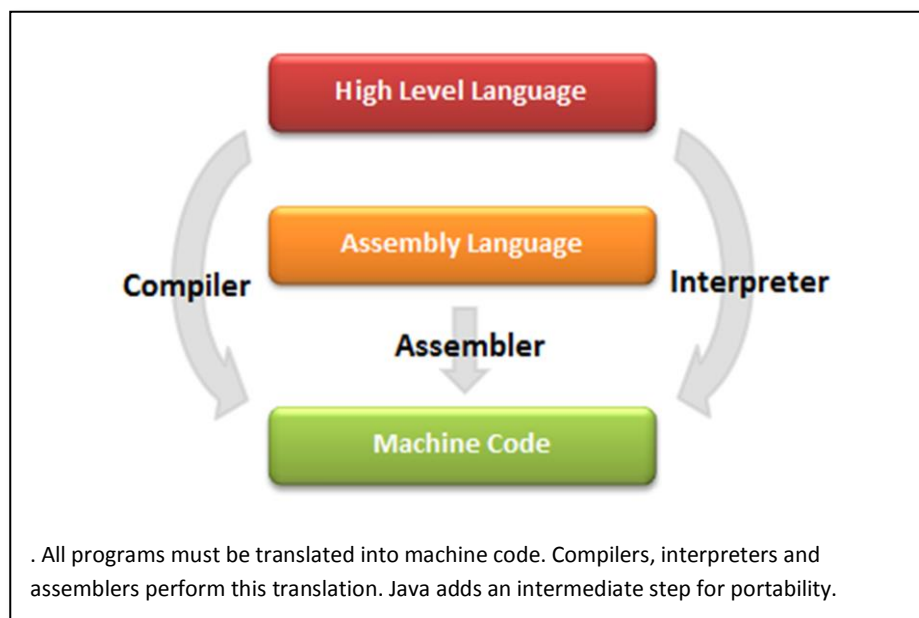 High Level Language
Assembly Language
Compiler
Interpreter
Assembler
Machine Code
. All programs must be translated into machine code. Compilers, interpreters and
assemblers perform this translation. Java adds an intermediate step for portability.